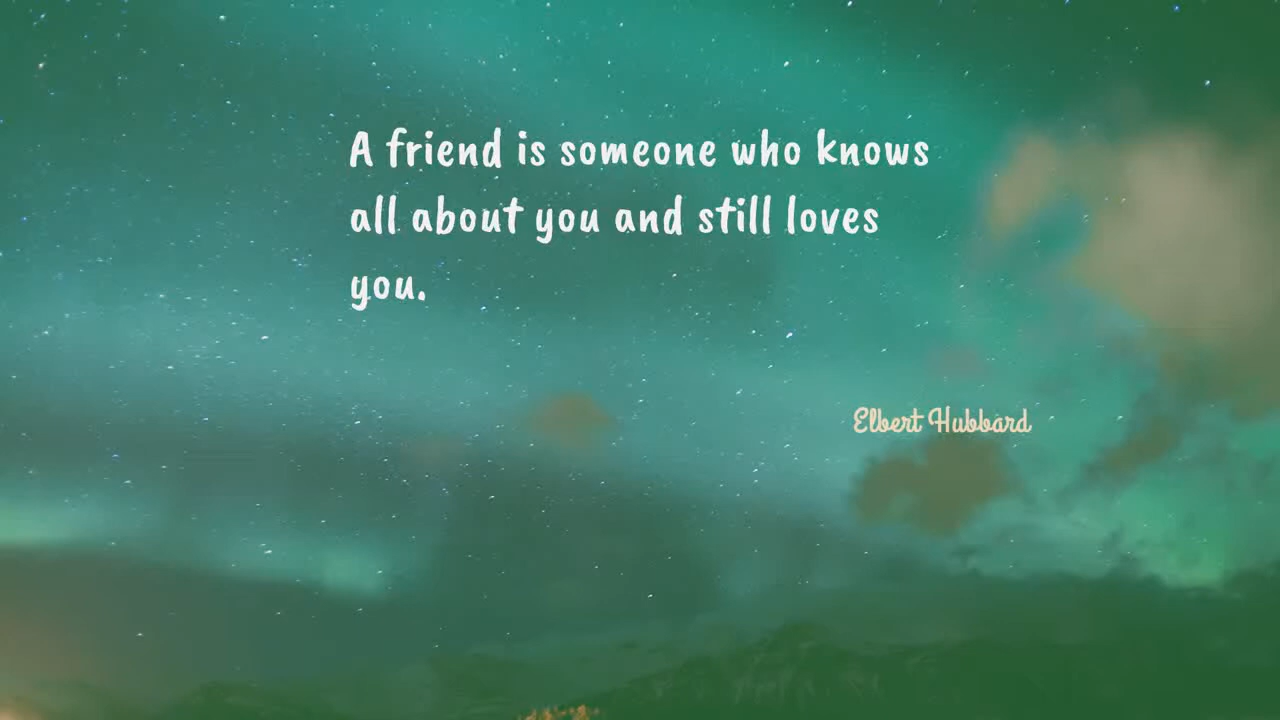 A friend is someone who knows
all about you and still loves
you.
Elbert Hubbard